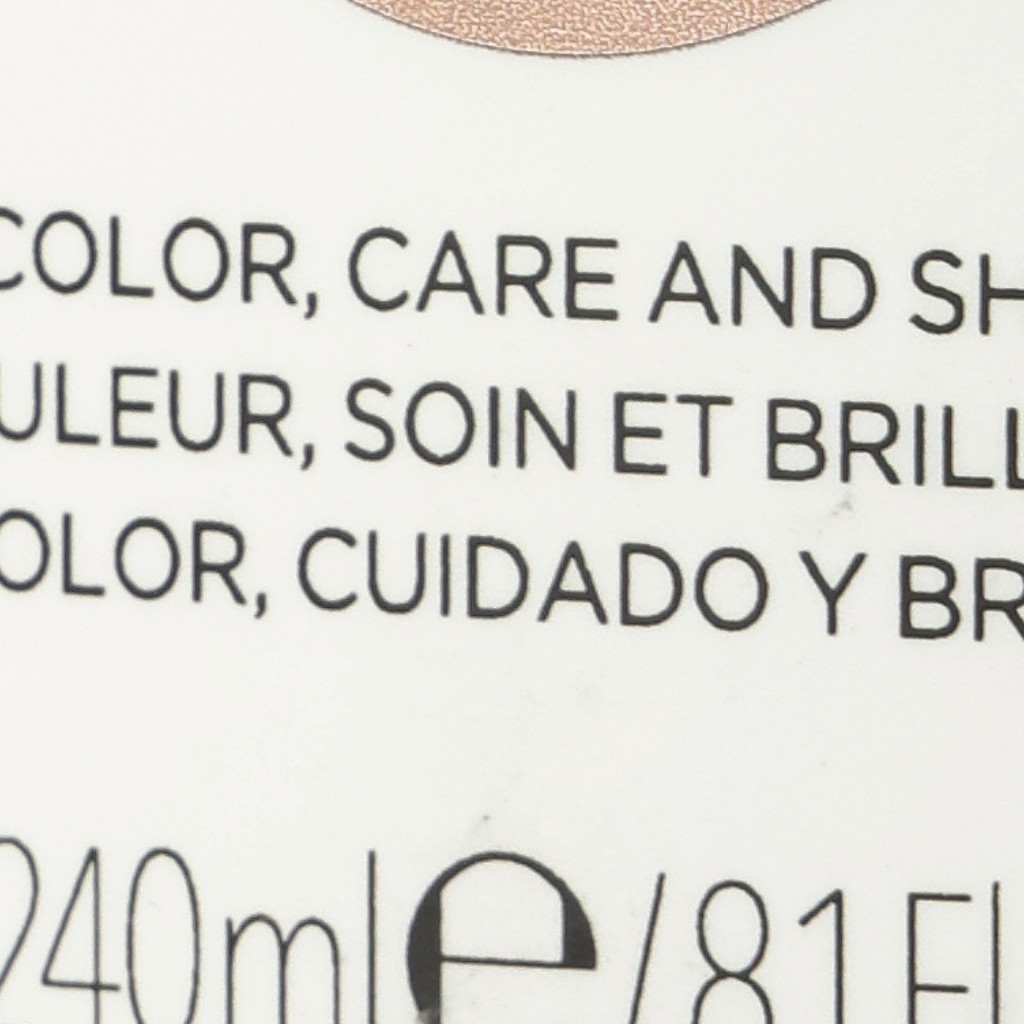 COLOR, CARE AND SH
ULEUR, SOIN ET BRILL
OLOR, CUIDADO Y BR
240ml e / 81 Fl